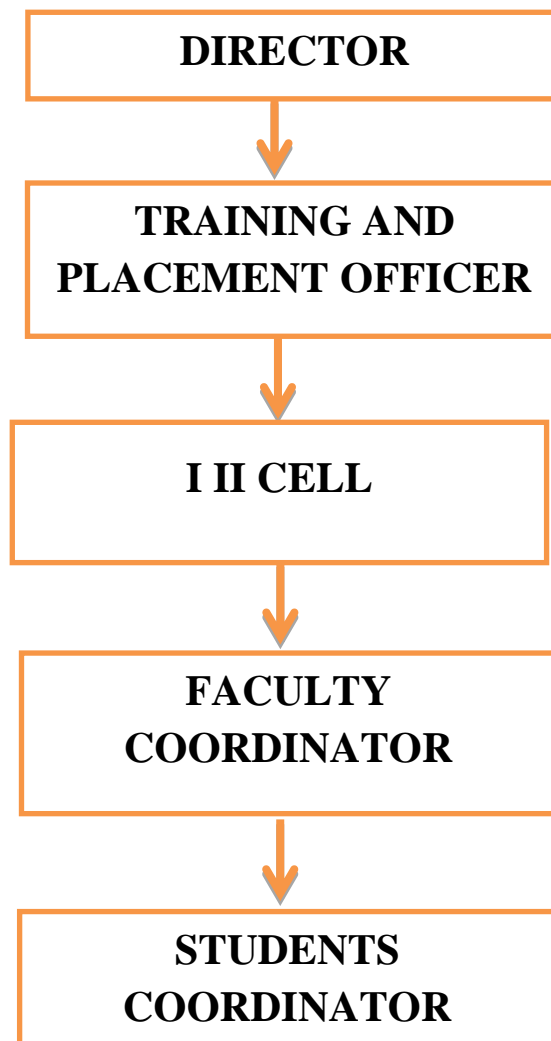 DIRECTOR
TRAINING AND
PLACEMENT OFFICER
I II CELL
FACULTY
COORDINATOR
STUDENTS
COORDINATOR